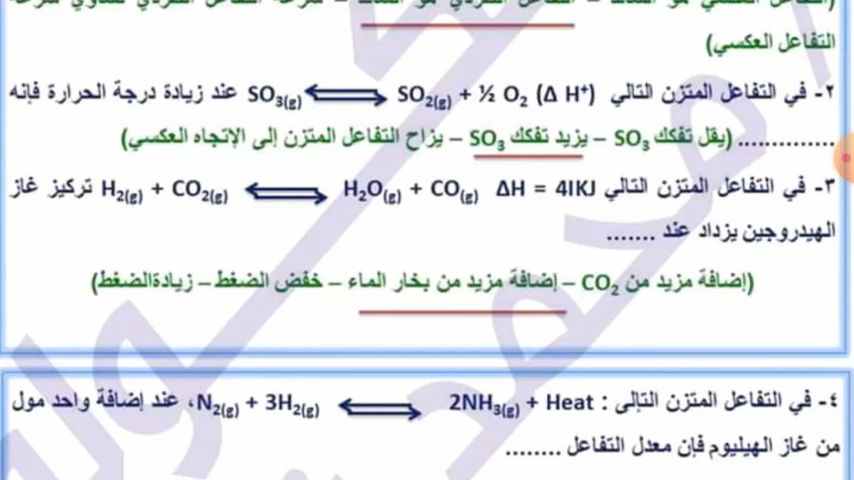 التفاعل العكسي)
٢- في التفاعل المتزن التالي SO₃(g) ⟺ SO₂(g) + ½ O₂ (Δ H⁺) عند زيادة درجة الحرارة فإنه
.............. (يقل تفكك SO₃ – يزيد تفكك SO₃ – يزاح التفاعل المتزن إلى الإتجاه العكسي)
٣- في التفاعل المتزن التالي H₂(g) + CO₂(g) ⟺ H₂O(g) + CO(g) ΔH = 4IKJ تركيز غاز
الهيدروجين يزداد عند .......
(إضافة مزيد من CO₂ – إضافة مزيد من بخار الماء – خفض الضغط – زيادةالضغط)
٤- في التفاعل المتزن التالى : N₂(g) + 3H₂(g) ⟺ 2NH₃(g) + Heat، عند إضافة واحد مول
من غاز الهيليوم فإن معدل التفاعل ........